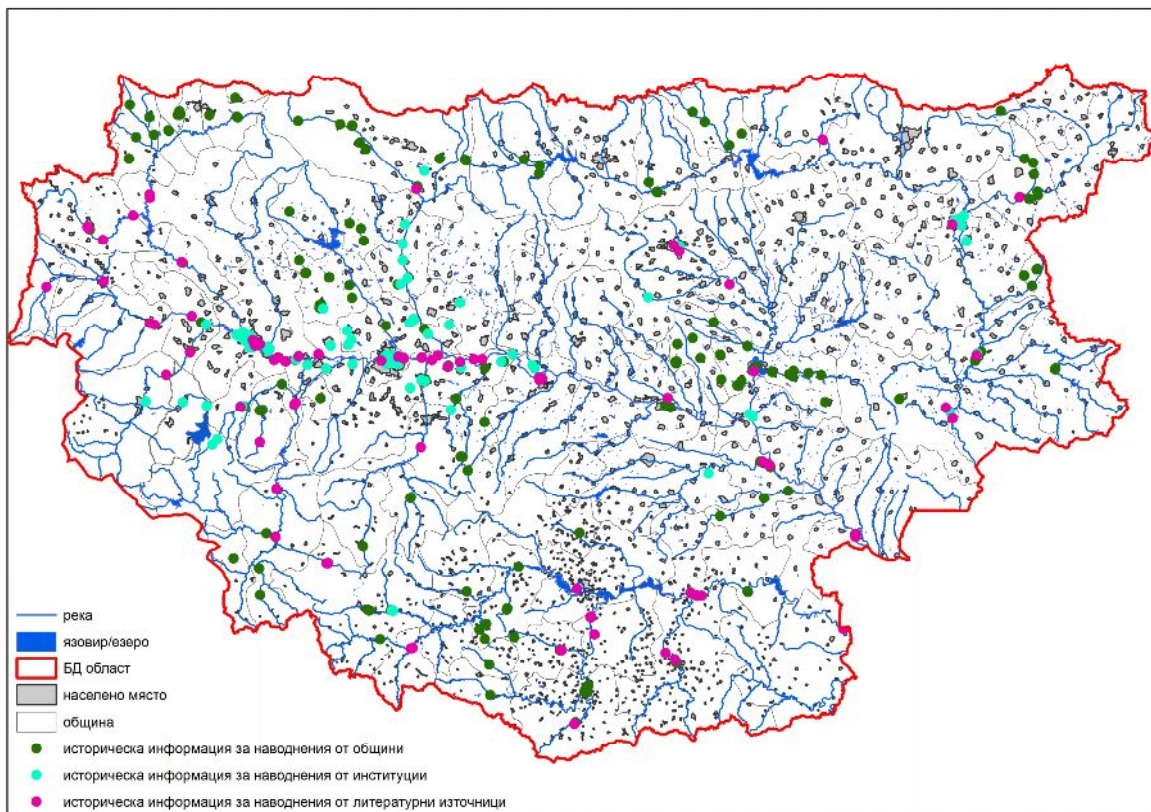 река
язовир/езеро
БД област
населено място
община
историческа информация за наводнения от общини
историческа информация за наводнения от институции
историческа информация за наводнения от литературни източници